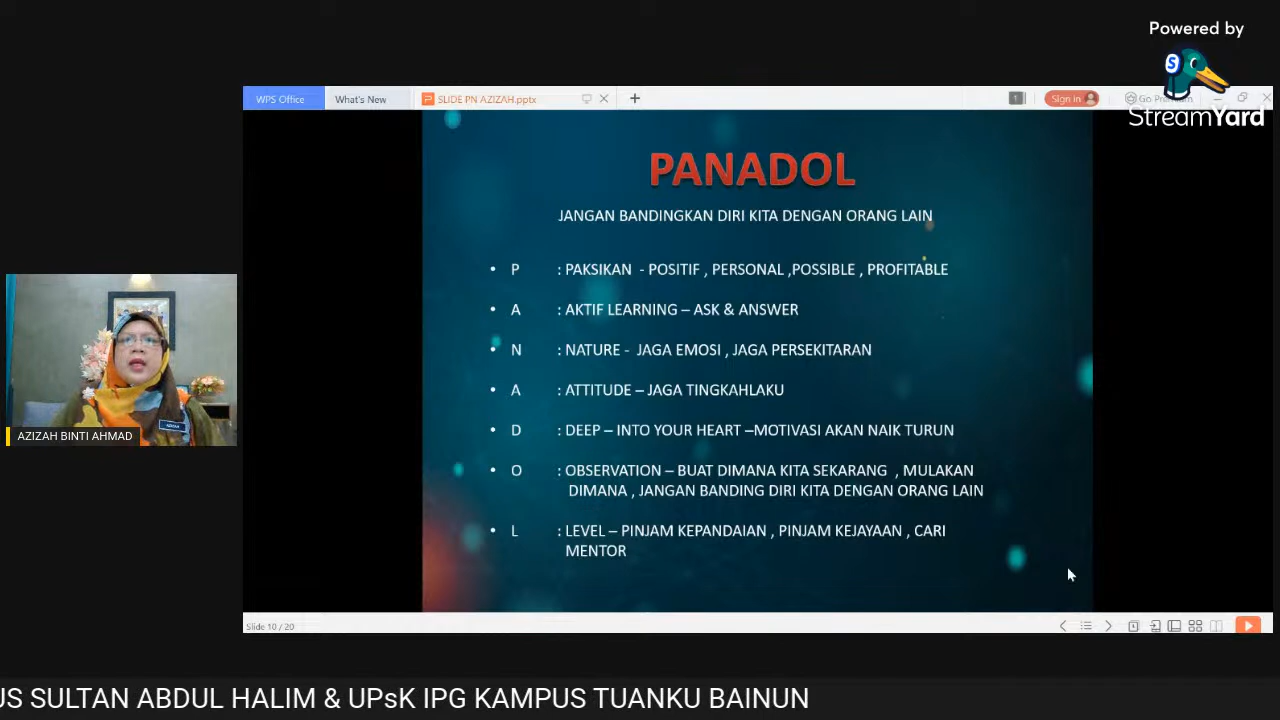 Powered by
StreamYard
WPS Office
What's New
SLIDE PN AZIZAH.pptx
Sign in
PANADOL
JANGAN BANDINGKAN DIRI KITA DENGAN ORANG LAIN
• P : PAKSIKAN - POSITIF , PERSONAL ,POSSIBLE , PROFITABLE
• A : AKTIF LEARNING – ASK & ANSWER
• N : NATURE - JAGA EMOSI , JAGA PERSEKITARAN
• A : ATTITUDE – JAGA TINGKAHLAKU
• D : DEEP – INTO YOUR HEART –MOTIVASI AKAN NAIK TURUN
• O : OBSERVATION – BUAT DIMANA KITA SEKARANG , MULAKAN
DIMANA , JANGAN BANDING DIRI KITA DENGAN ORANG LAIN
• L : LEVEL – PINJAM KEPANDAIAN , PINJAM KEJAYAAN , CARI
MENTOR
AZIZAH BINTI AHMAD
Slide 10 / 20
US SULTAN ABDUL HALIM & UPsK IPG KAMPUS TUANKU BAINUN